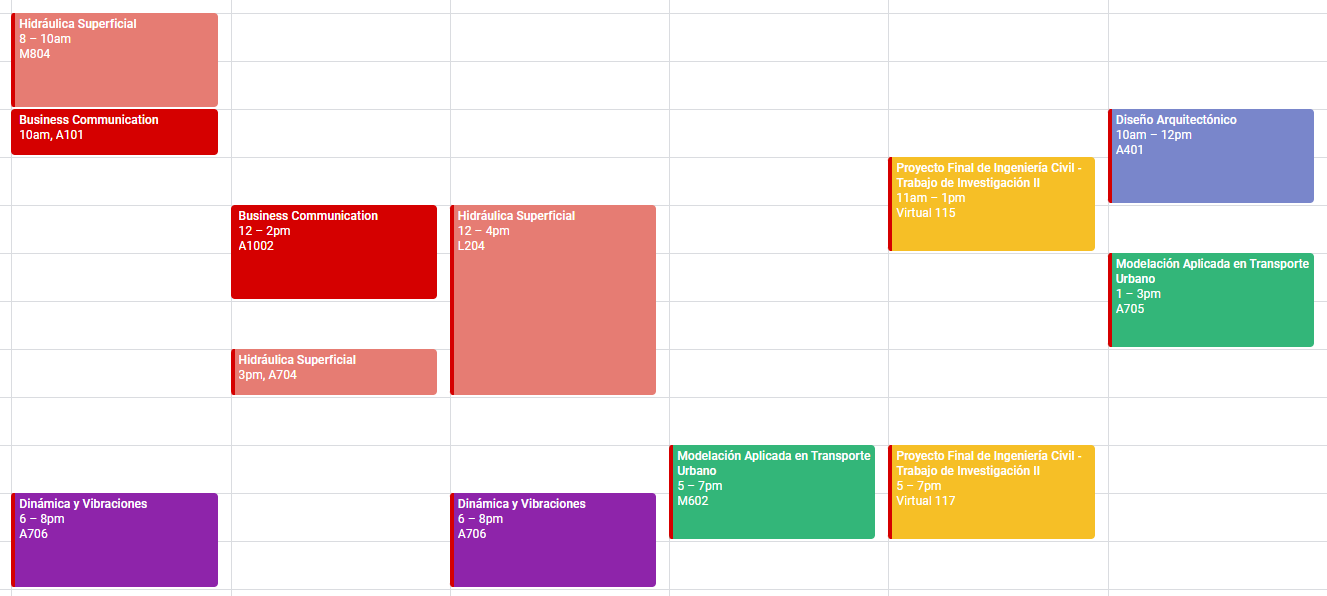 Hidráulica Superficial
8 – 10am
M804
Business Communication
10am, A101
Dinámica y Vibraciones
6 – 8pm
A706
Business Communication
12 – 2pm
A1002
Hidráulica Superficial
3pm, A704
Hidráulica Superficial
12 – 4pm
L204
Dinámica y Vibraciones
6 – 8pm
A706
Modelación Aplicada en Transporte
Urbano
5 – 7pm
M602
Proyecto Final de Ingeniería Civil -
Trabajo de Investigación II
11am – 1pm
Virtual 115
Proyecto Final de Ingeniería Civil -
Trabajo de Investigación II
5 – 7pm
Virtual 117
Diseño Arquitectónico
10am – 12pm
A401
Modelación Aplicada en Transporte
Urbano
1 – 3pm
A705